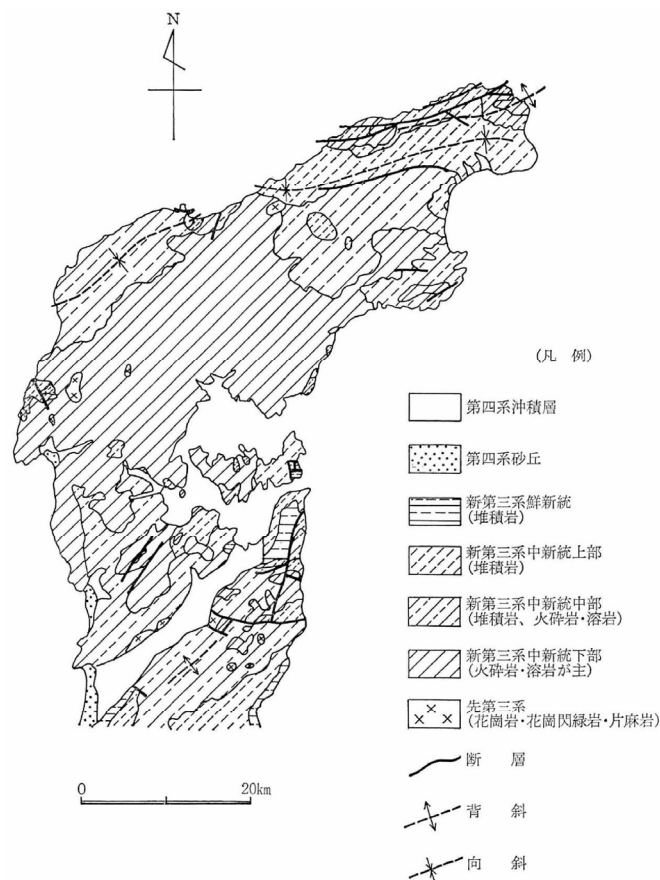 N
(凡 例)
第四系沖積層
第四系砂丘
新第三系鮮新統
(堆積岩)
新第三系中新統上部
(堆積岩)
新第三系中新統中部
(堆積岩、火砕岩・溶岩)
新第三系中新統下部
(火砕岩・溶岩が主)
先第三系
(花崗岩・花崗閃緑岩・片麻岩)
断 層
背 斜
向 斜
0 20km